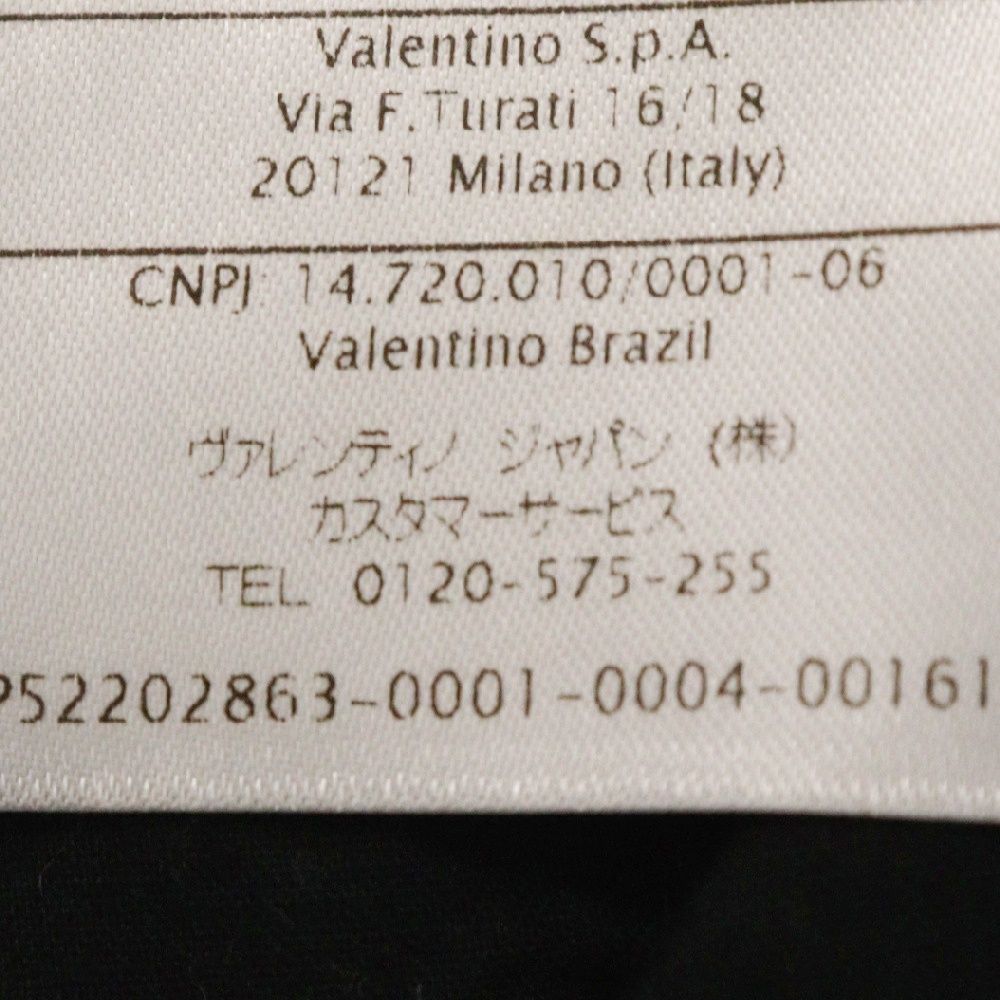 Valentino S.p.A.
Via F.Turati 16/18
20121 Milano (Italy)
CNPJ: 14.720.010/0001-06
Valentino Brazil
ヴァレンティノ ジャパン (株)
カスタマーサービス
TEL 0120-575-255
P52202863-0001-0004-00161